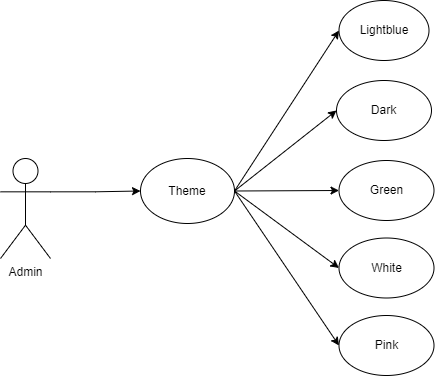 Lightblue
Dark
Theme
Green
White
Admin
Pink